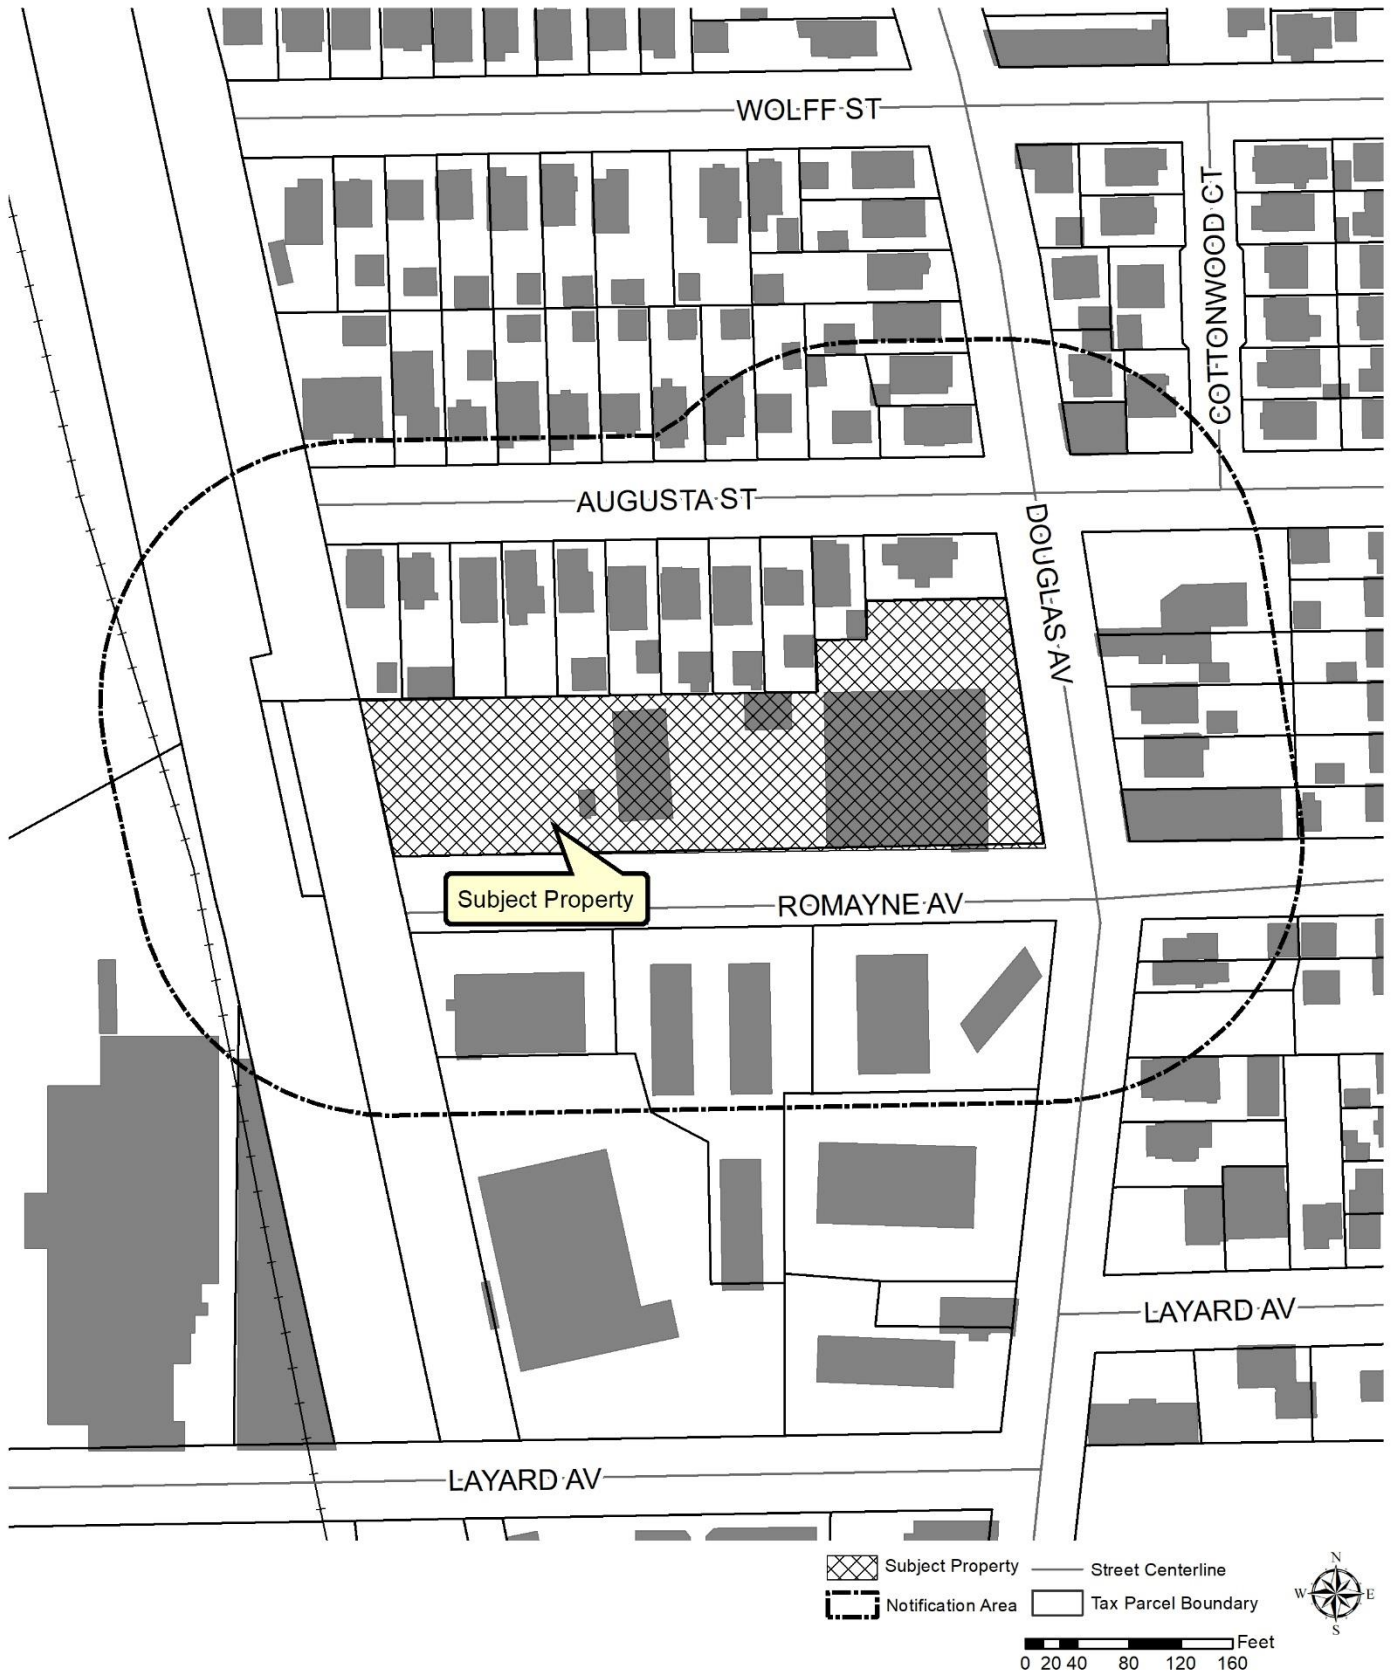 WOLFF ST
COTTONWOOD CT
AUGUSTA ST
DOUGLAS AV
Subject Property
ROMAYNE AV
LAYARD AV
LAYARD AV
Subject Property
Street Centerline
Notification Area
Tax Parcel Boundary
N
W E
S
Feet
0 20 40 80 120 160